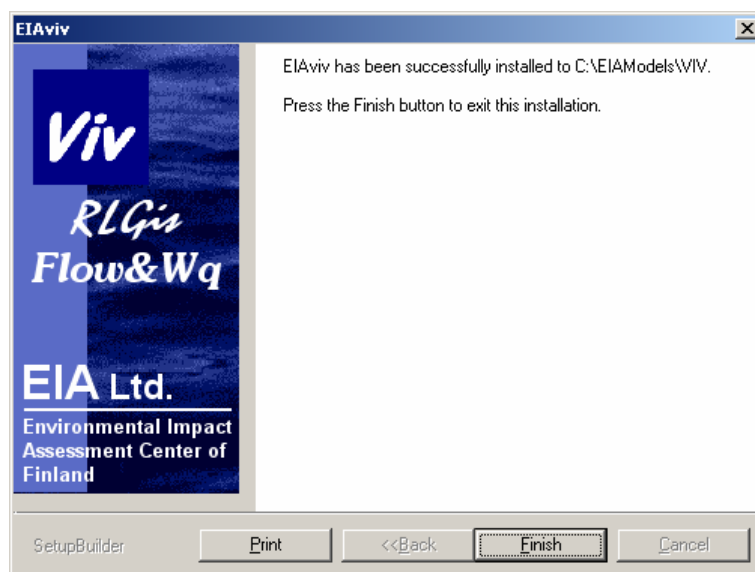 EIAviv
EIAviv has been successfully installed to C:\EIAModels\VIV.
Press the Finish button to exit this installation.
Viv
RLGis
Flow&Wq
EIA Ltd.
Environmental Impact
Assessment Center of
Finland
SetupBuilder
Print
<<Back
Finish
Cancel